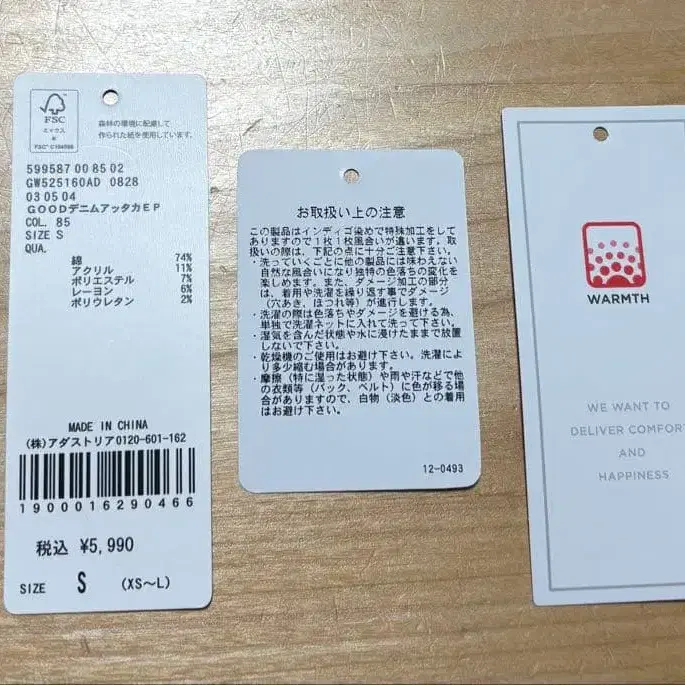 FSC
ミックス
紙
森林の環境に配慮して
作られた紙を使用しています。
599587 00 85 02
GW525160AD 0828
03 05 04
GOODデニムアッタカEP
COL. 85
SIZE S
QUA.
綿 74%
アクリル 11%
ポリエステル 7%
レーヨン 6%
ポリウレタン 2%
MADE IN CHINA
(株)アダストリア0120-601-162
1900016290466
税込 ¥5,990
SIZE S (XS~L)
お取扱い上の注意
この製品はインディゴ染めで特殊加工をして
ありますので1枚1枚風合いが違います。取
扱いの際は、下記の点に十分ご注意下さい。
・洗っていくごとに他の製品には味わえない
自然な風合いになり独特の色落ちの変化を
楽しめます。また、ダメージ加工の部分
は、着用や洗濯を繰り返す事でダメージ
(穴あき、ほつれ等)が進行します。
・洗濯の際は色落ちやダメージを避ける為、
単独で洗濯ネットに入れて洗って下さい。
・湿気を含んだ状態や水に浸けたままで放置
しないで下さい。
・乾燥機のご使用はお避け下さい。洗濯によ
り多少縮む場合があります。
・摩擦(特に湿った状態)や雨や汗などで他
の衣類等(バック、ベルト)に色が移る場
合がありますので、白物(淡色)との着用
はお避け下さい。
12-0493
WARMTH
WE WANT TO
DELIVER COMFORT
AND
HAPPINESS